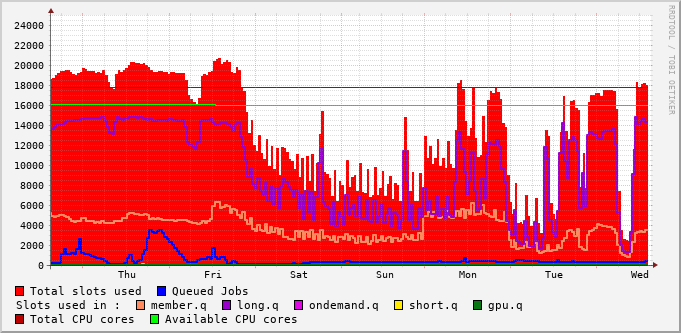 24000
22000
20000
18000
16000
14000
12000
10000
8000
6000
4000
2000
0
Thu Fri Sat Sun Mon Tue Wed
Total slots used Queued Jobs
Slots used in : member.q long.q ondemand.q short.q gpu.q
Total CPU cores Available CPU cores
RRDTOOL / TOBI OETIKER